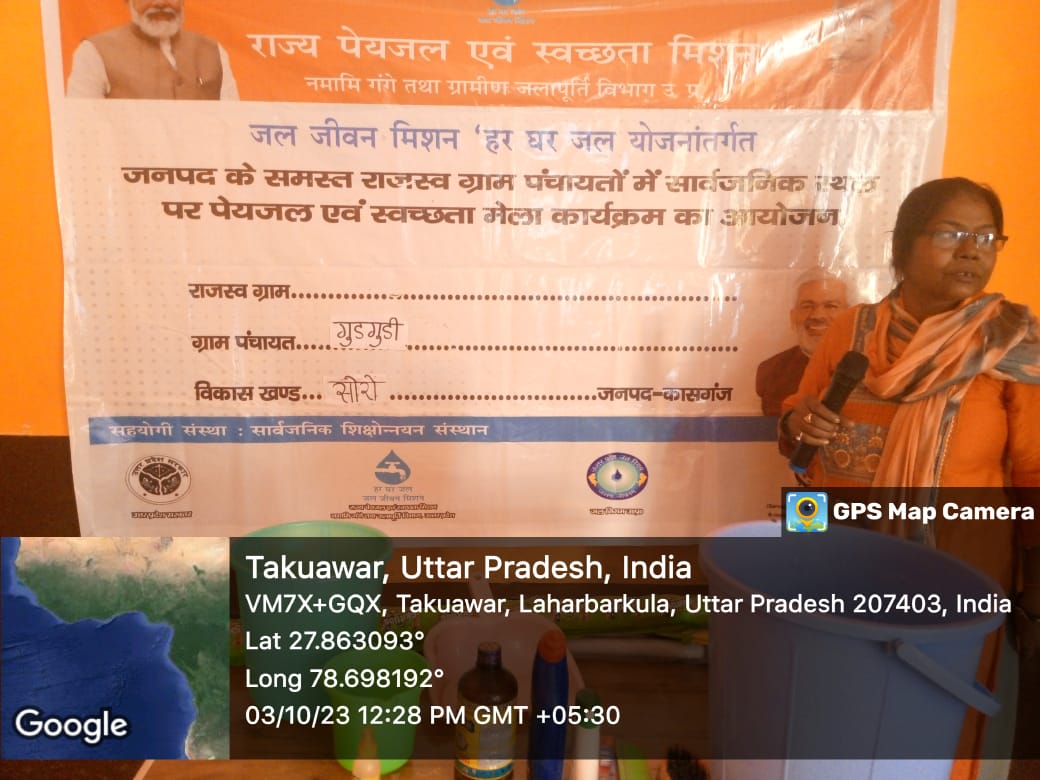 राज्य पेयजल एवं स्वच्छता मिशन
नमामि गंगे तथा ग्रामीण जलापूर्ति विभाग उ. प्र.
जल जीवन मिशन 'हर घर जल योजनांतर्गत
जनपद के समस्त राजस्व ग्राम पंचायतों में सार्वजनिक स्थल
पर पेयजल एवं स्वच्छता मेला कार्यक्रम का आयोजन
राजस्व ग्राम
ग्राम पंचायत गुडगुडी
विकास खण्ड सोरो जनपद-कासगंज
सहयोगी संस्था : सार्वजनिक शिक्षोन्नयन संस्थान
उत्तर प्रदेश सरकार
हर घर जल
जल जीवन मिशन
GPS Map Camera
Takuawar, Uttar Pradesh, India
VM7X+GQX, Takuawar, Laharbarkula, Uttar Pradesh 207403, India
Lat 27.863093°
Long 78.698192°
03/10/23 12:28 PM GMT +05:30
Google